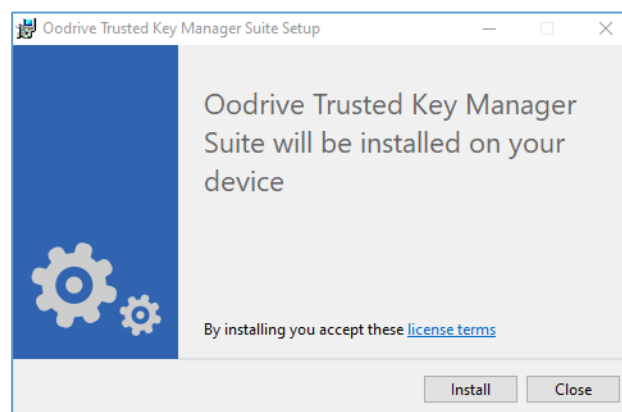 Oodrive Trusted Key Manager Suite Setup
Oodrive Trusted Key Manager
Suite will be installed on your
device
By installing you accept these license terms
Install Close